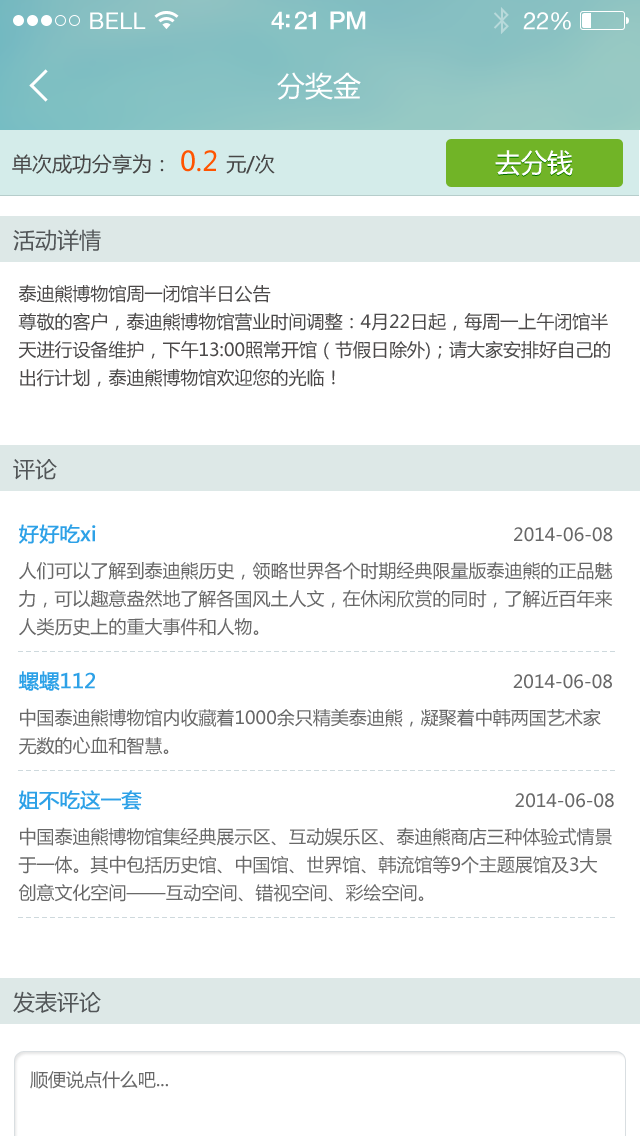 BELL 4:21 PM 22%
分奖金
单次成功分享为： 0.2 元/次 去分钱
活动详情
泰迪熊博物馆周一闭馆半日公告
尊敬的客户，泰迪熊博物馆营业时间调整：4月22日起，每周一上午闭馆半
天进行设备维护，下午13:00照常开馆（节假日除外)；请大家安排好自己的
出行计划，泰迪熊博物馆欢迎您的光临！
评论
好好吃xi 2014-06-08
人们可以了解到泰迪熊历史，领略世界各个时期经典限量版泰迪熊的正品魅
力，可以趣意盎然地了解各国风土人文，在休闲欣赏的同时，了解近百年来
人类历史上的重大事件和人物。
螺螺112 2014-06-08
中国泰迪熊博物馆内收藏着1000余只精美泰迪熊，凝聚着中韩两国艺术家
无数的心血和智慧。
姐不吃这一套 2014-06-08
中国泰迪熊博物馆集经典展示区、互动娱乐区、泰迪熊商店三种体验式情景
于一体。其中包括历史馆、中国馆、世界馆、韩流馆等9个主题展馆及3大
创意文化空间——互动空间、错视空间、彩绘空间。
发表评论
顺便说点什么吧...